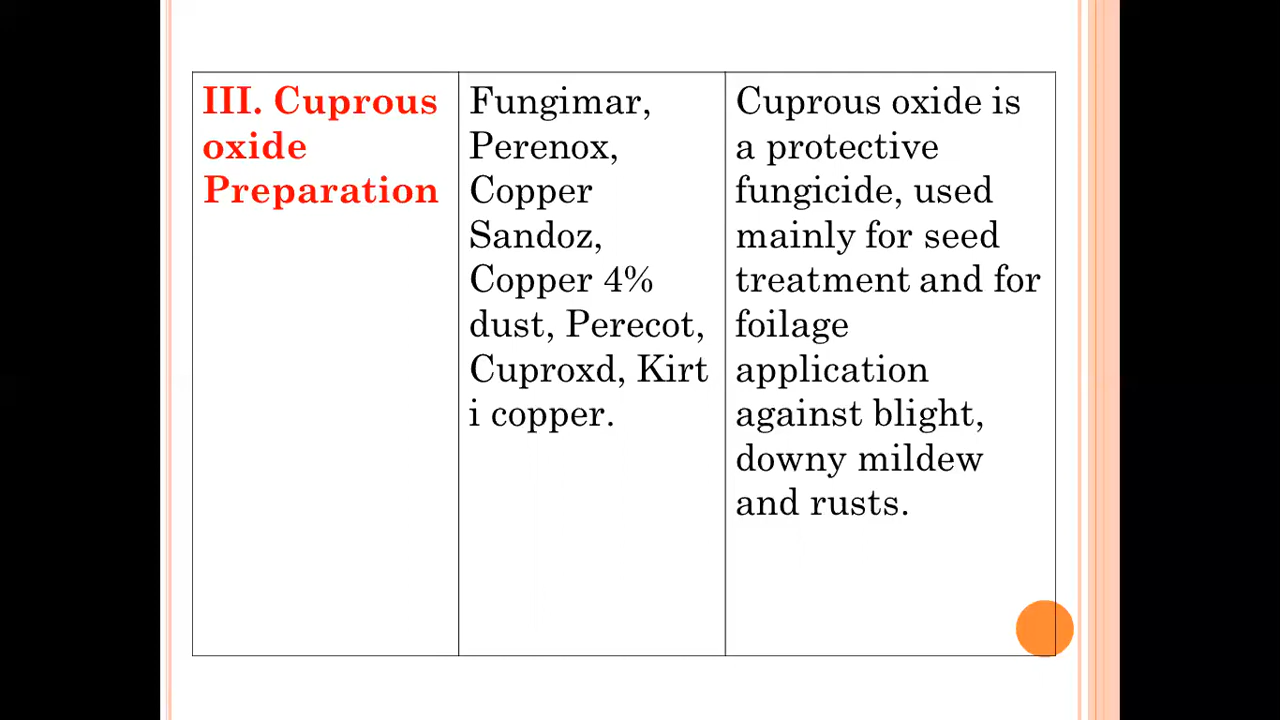 III. Cuprous
oxide
Preparation
Fungimar,
Perenox,
Copper
Sandoz,
Copper 4%
dust, Perecot,
Cuproxd, Kirt
i copper.
Cuprous oxide is
a protective
fungicide, used
mainly for seed
treatment and for
foilage
application
against blight,
downy mildew
and rusts.